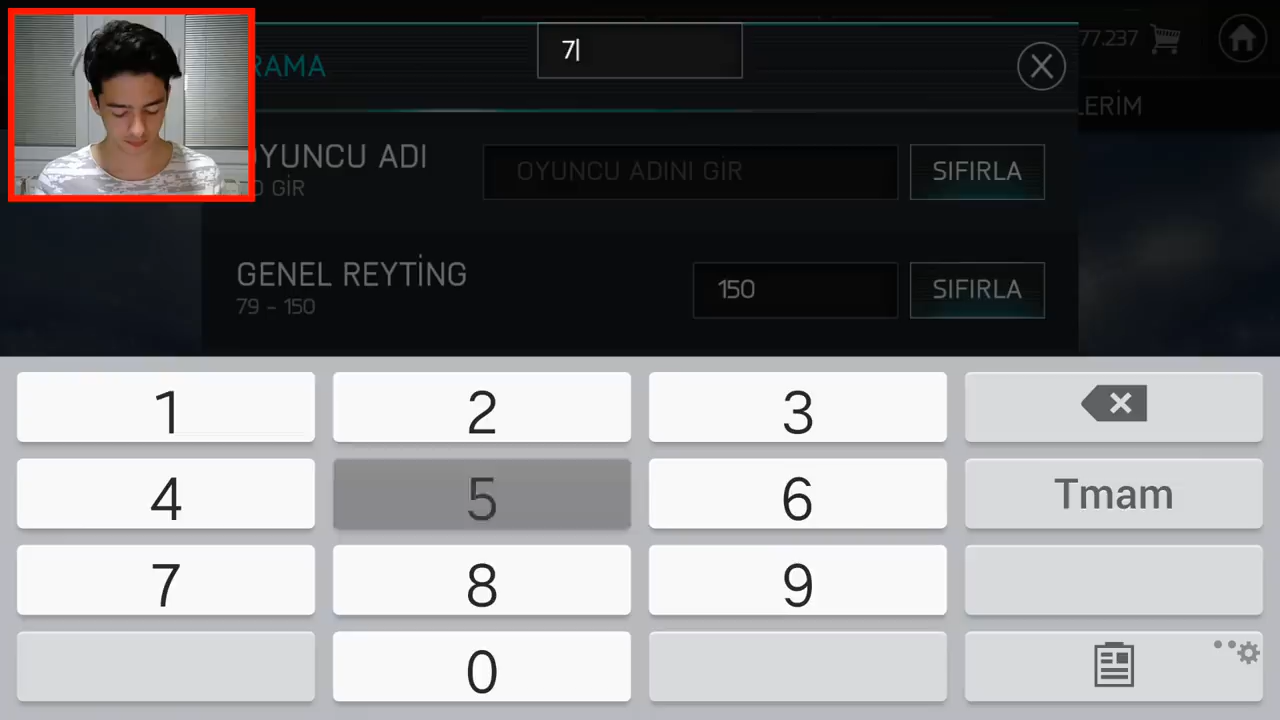 7
77.237
RAMA
LERİM
OYUNCU ADI
OYUNCU ADINI GİR
SIFIRLA
GİR
GENEL REYTİNG
150
SIFIRLA
79 - 150
1
2
3
4
5
6
Tmam
7
8
9
0